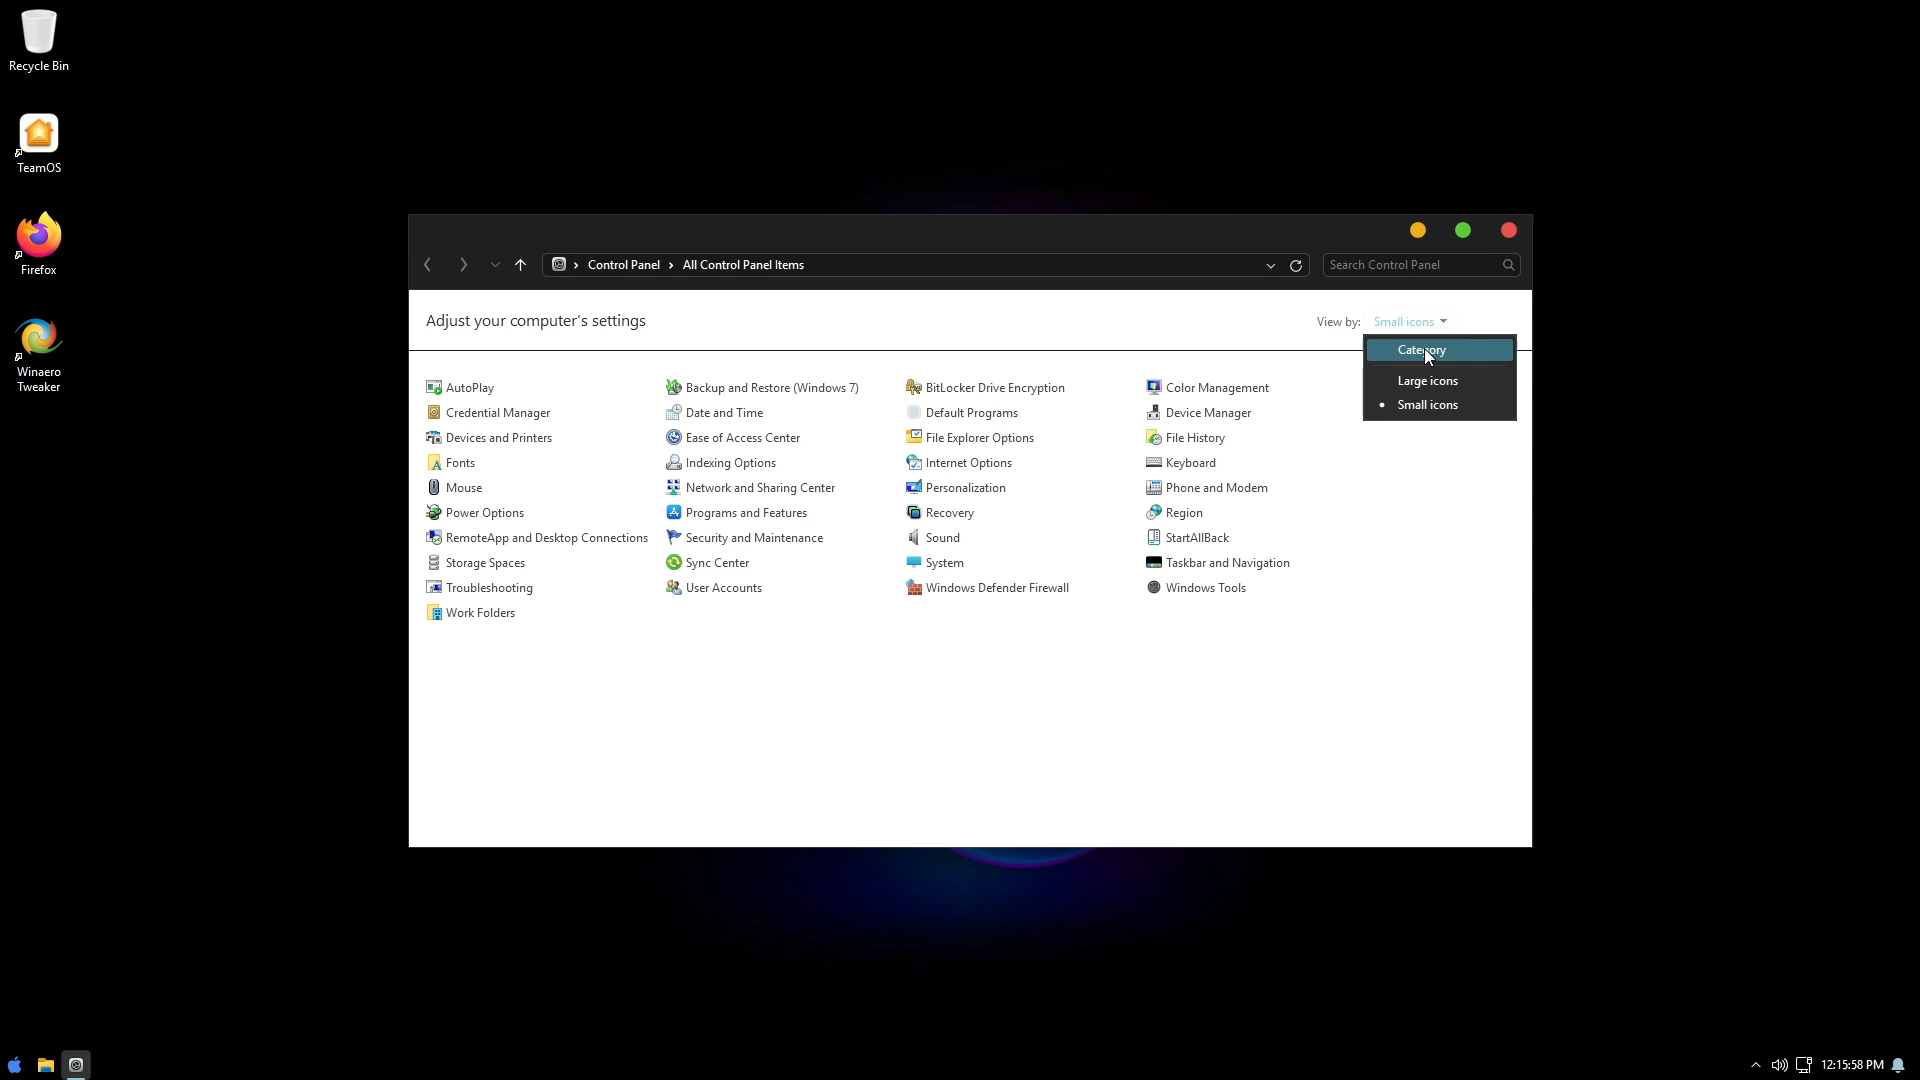 Recycle Bin
TeamOS
Firefox
Winaero
Tweaker
Control Panel
All Control Panel Items
Search Control Panel
Adjust your computer's settings
View by:
Small icons
Category
Large icons
Small icons
AutoPlay
Backup and Restore (Windows 7)
BitLocker Drive Encryption
Color Management
Credential Manager
Date and Time
Default Programs
Device Manager
Devices and Printers
Ease of Access Center
File Explorer Options
File History
Fonts
Indexing Options
Internet Options
Keyboard
Mouse
Network and Sharing Center
Personalization
Phone and Modem
Power Options
Programs and Features
Recovery
Region
RemoteApp and Desktop Connections
Security and Maintenance
Sound
StartAllBack
Storage Spaces
Sync Center
System
Taskbar and Navigation
Troubleshooting
User Accounts
Windows Defender Firewall
Windows Tools
Work Folders
12:15:58 PM